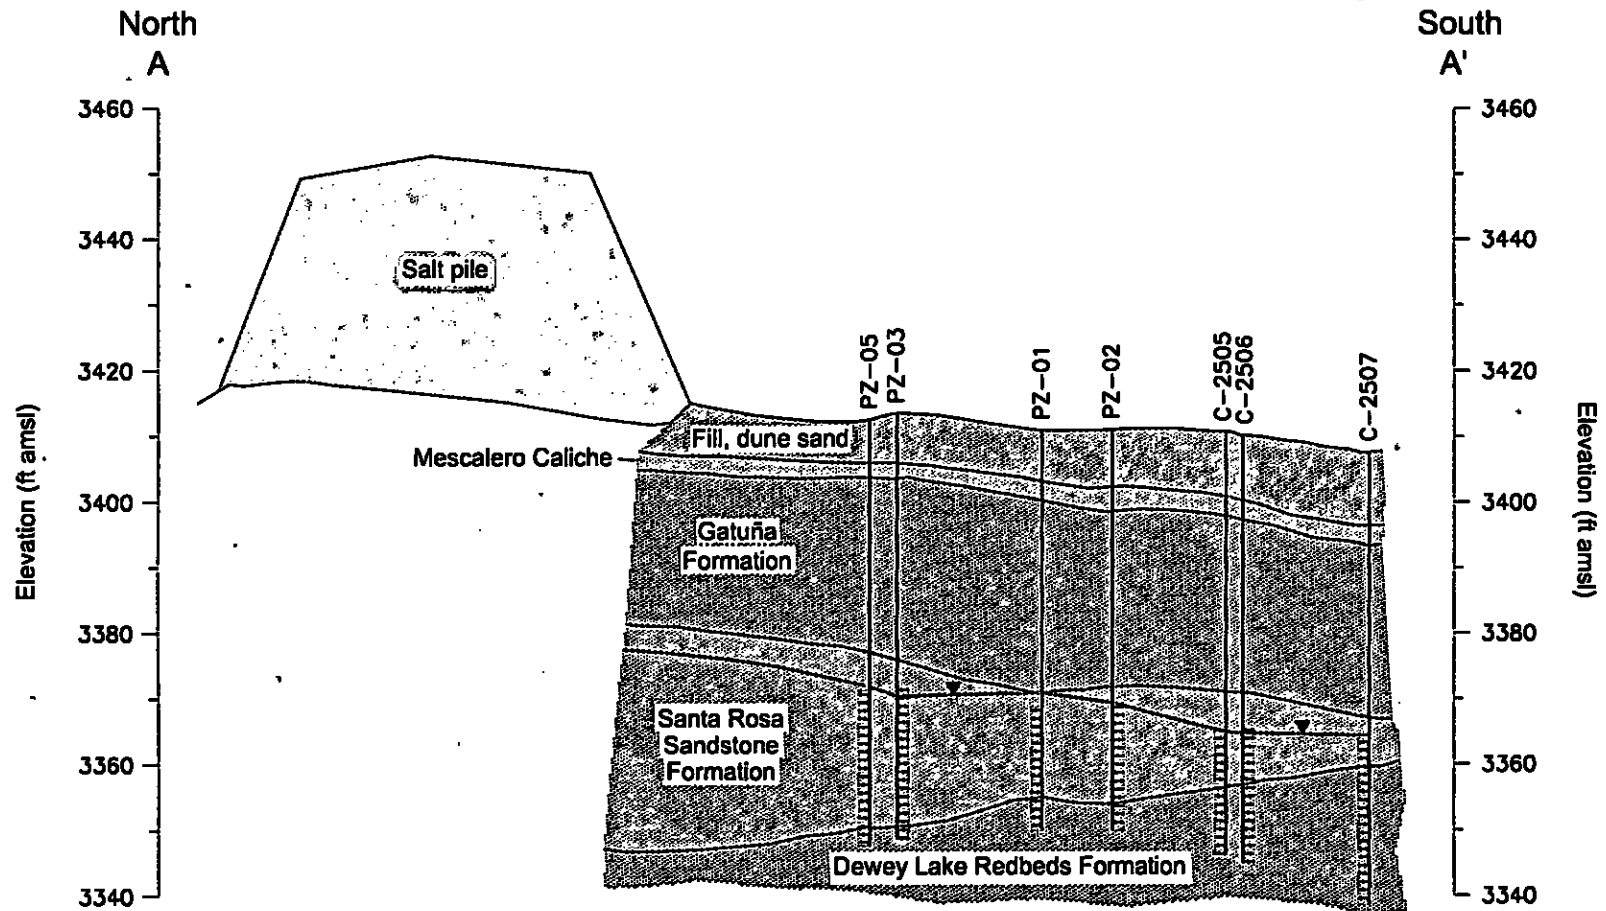 North
South
A
A'
3460
3460
3440
3440
Salt pile
3420
3420
PZ-05
PZ-03
PZ-01
PZ-02
C-2505
C-2506
C-2507
Fill, dune sand
Mescalero Caliche
Elevation (ft amsl)
Elevation (ft amsl)
3400
3400
Gatuña
Formation
3380
3380
Santa Rosa
Sandstone
Formation
3360
3360
Dewey Lake Redbeds Formation
3340
3340